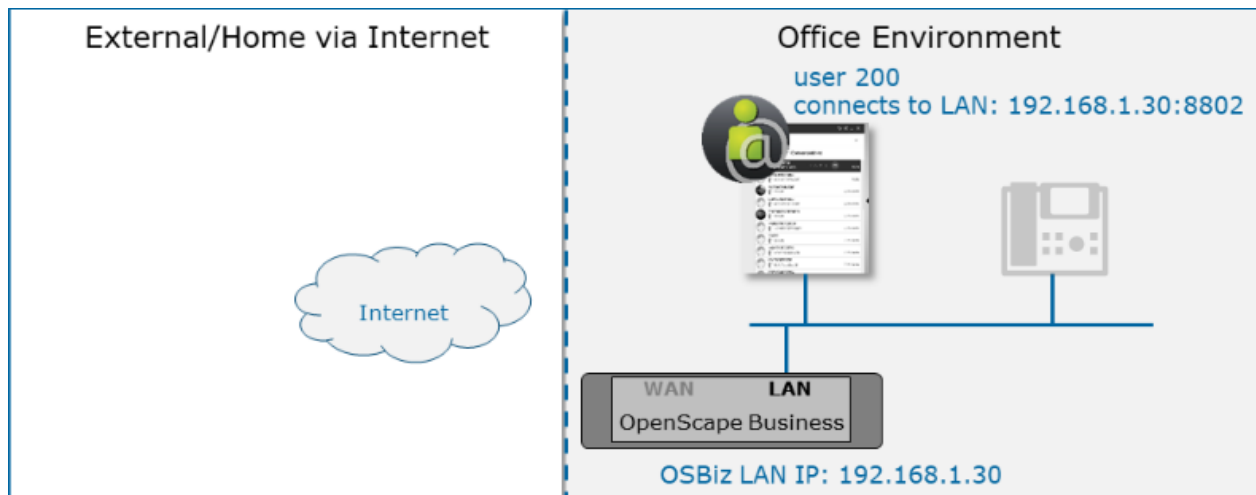 External/Home via Internet
Office Environment
user 200
connects to LAN: 192.168.1.30:8802
@
Internet
WAN LAN
OpenScape Business
OSBiz LAN IP: 192.168.1.30